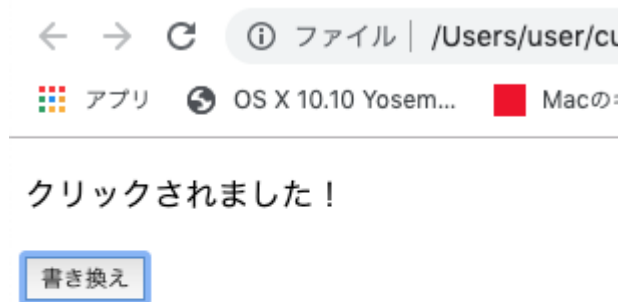 ファイル | /Users/user/cu
アプリ OS X 10.10 Yosem... Macの
クリックされました！
書き換え